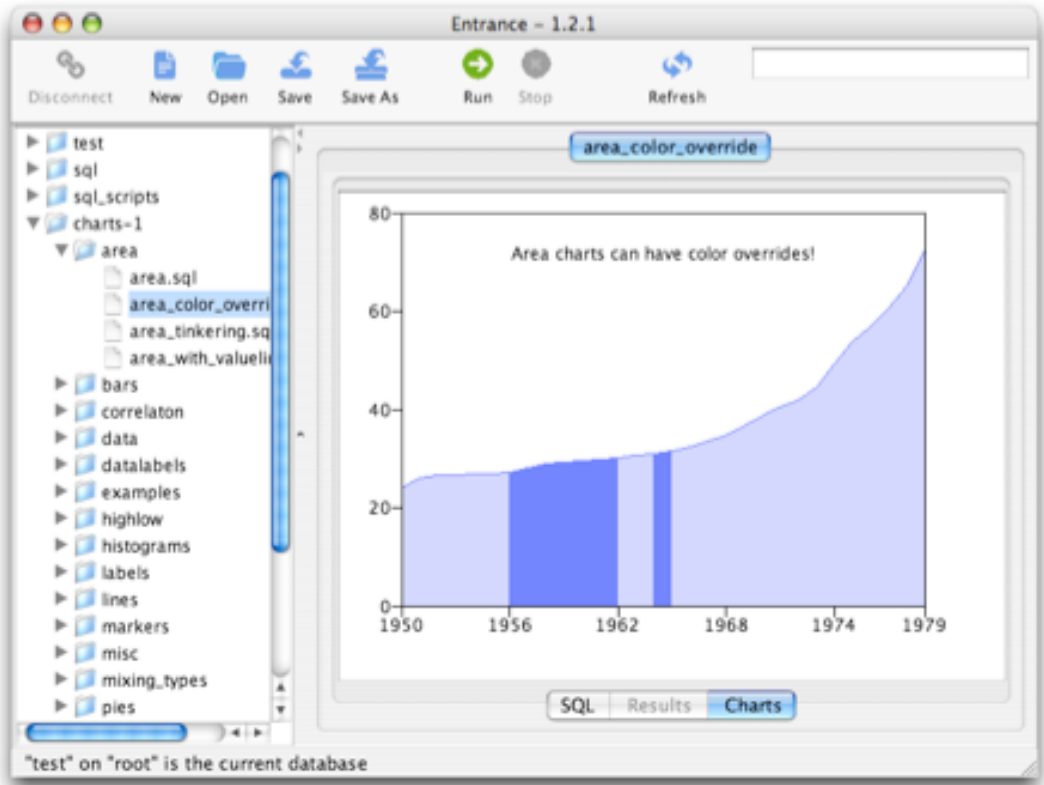 Entrance - 1.2.1
Disconnect New Open Save Save As Run Stop Refresh
test
sql
sql_scripts
charts-1
area
area.sql
area_color_overri
area_tinkering.sq
area_with_valueli
bars
correlaton
data
datalabels
examples
highlow
histograms
labels
lines
markers
misc
mixing_types
pies
area_color_override
Area charts can have color overrides!
80
60
40
20
0
1950 1956 1962 1968 1974 1979
SQL Results Charts
"test" on "root" is the current database